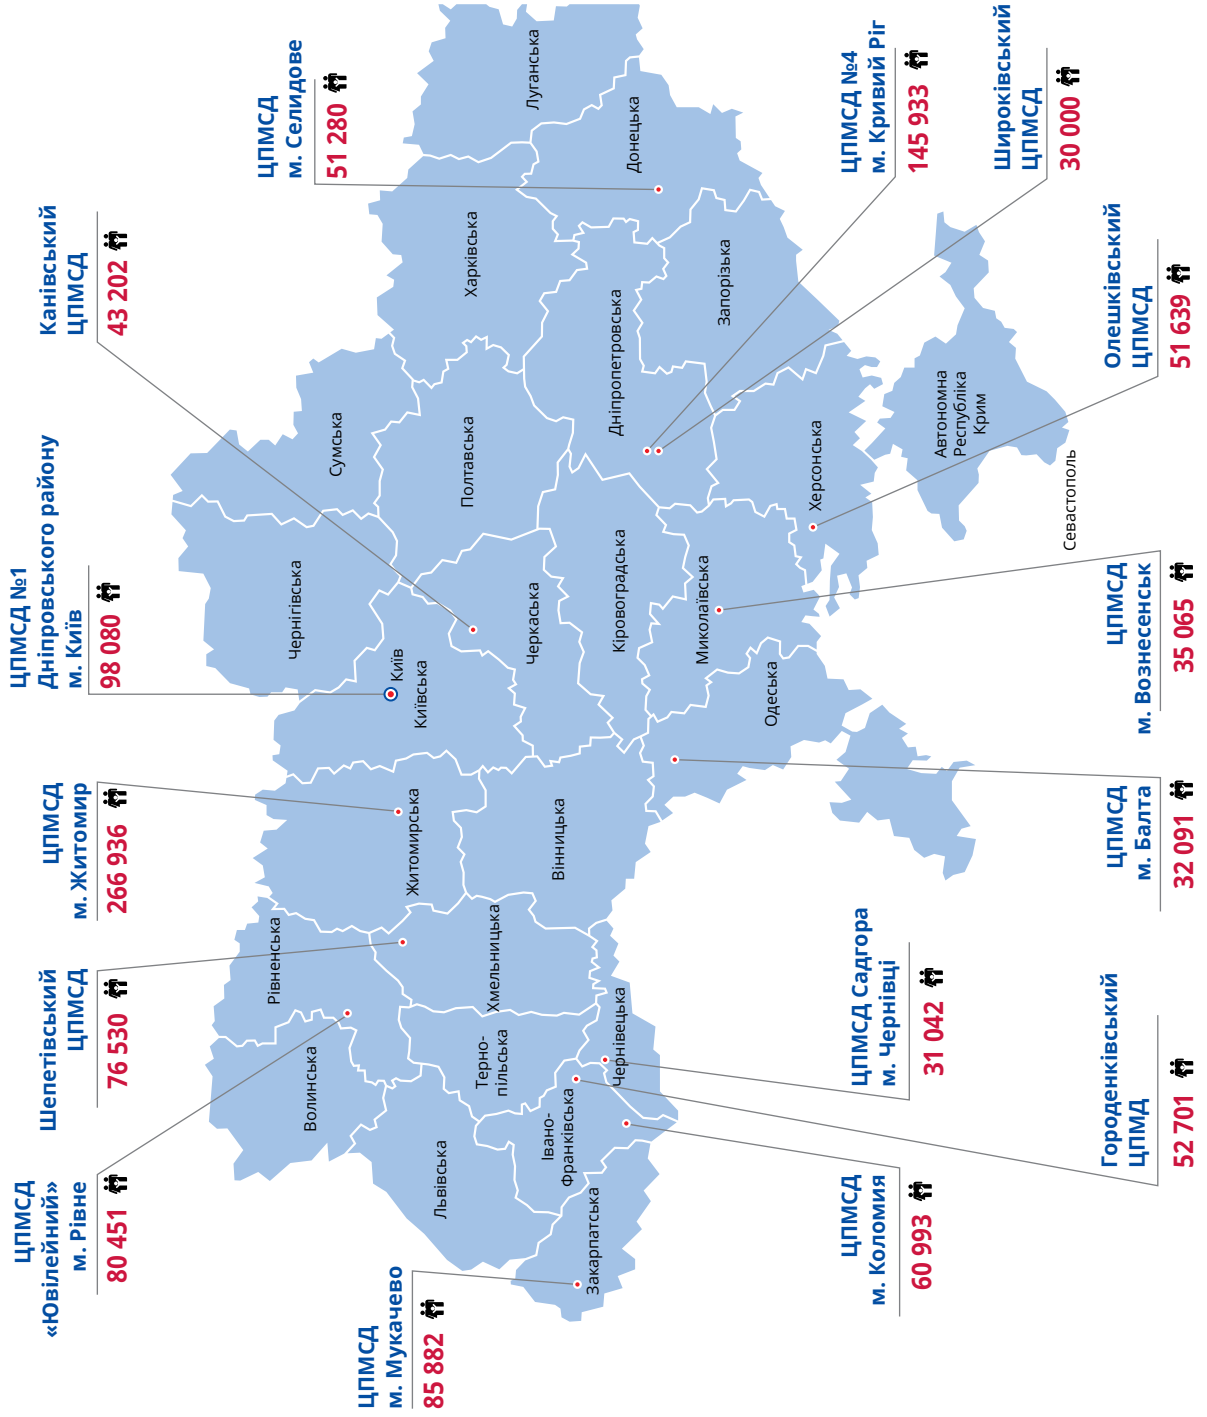 ЦПМСД
«Ювілейний»
м. Рівне
80 451
Шепетівський
ЦПМСД
76 530
ЦПМСД
м. Житомир
266 936
ЦПМСД №1
Дніпровського району
м. Київ
98 080
Канівський
ЦПМСД
43 202
ЦПМСД
м. Селидове
51 280
ЦПМСД
м. Мукачево
85 882
Волинська
Рівненська
Житомирська
Київ
Київська
Чернігівська
Сумська
Львівська
Терно-
пільська
Хмельницька
Вінницька
Черкаська
Полтавська
Харківська
Луганська
Закарпатська
Івано-
Франківська
Чернівецька
Кіровоградська
Дніпропетровська
Донецька
Одеська
Миколаївська
Херсонська
Запорізька
Автономна
Республіка
Крим
Севастополь
ЦПМСД
м. Коломия
60 993
ЦПМСД Садгора
м. Чернівці
31 042
ЦПМСД №4
м. Кривий Ріг
145 933
Широківський
ЦПМСД
30 000
Городенківський
ЦПМД
52 701
ЦПМСД
м. Балта
32 091
ЦПМСД
м. Вознесенськ
35 065
Олешківський
ЦПМСД
51 639